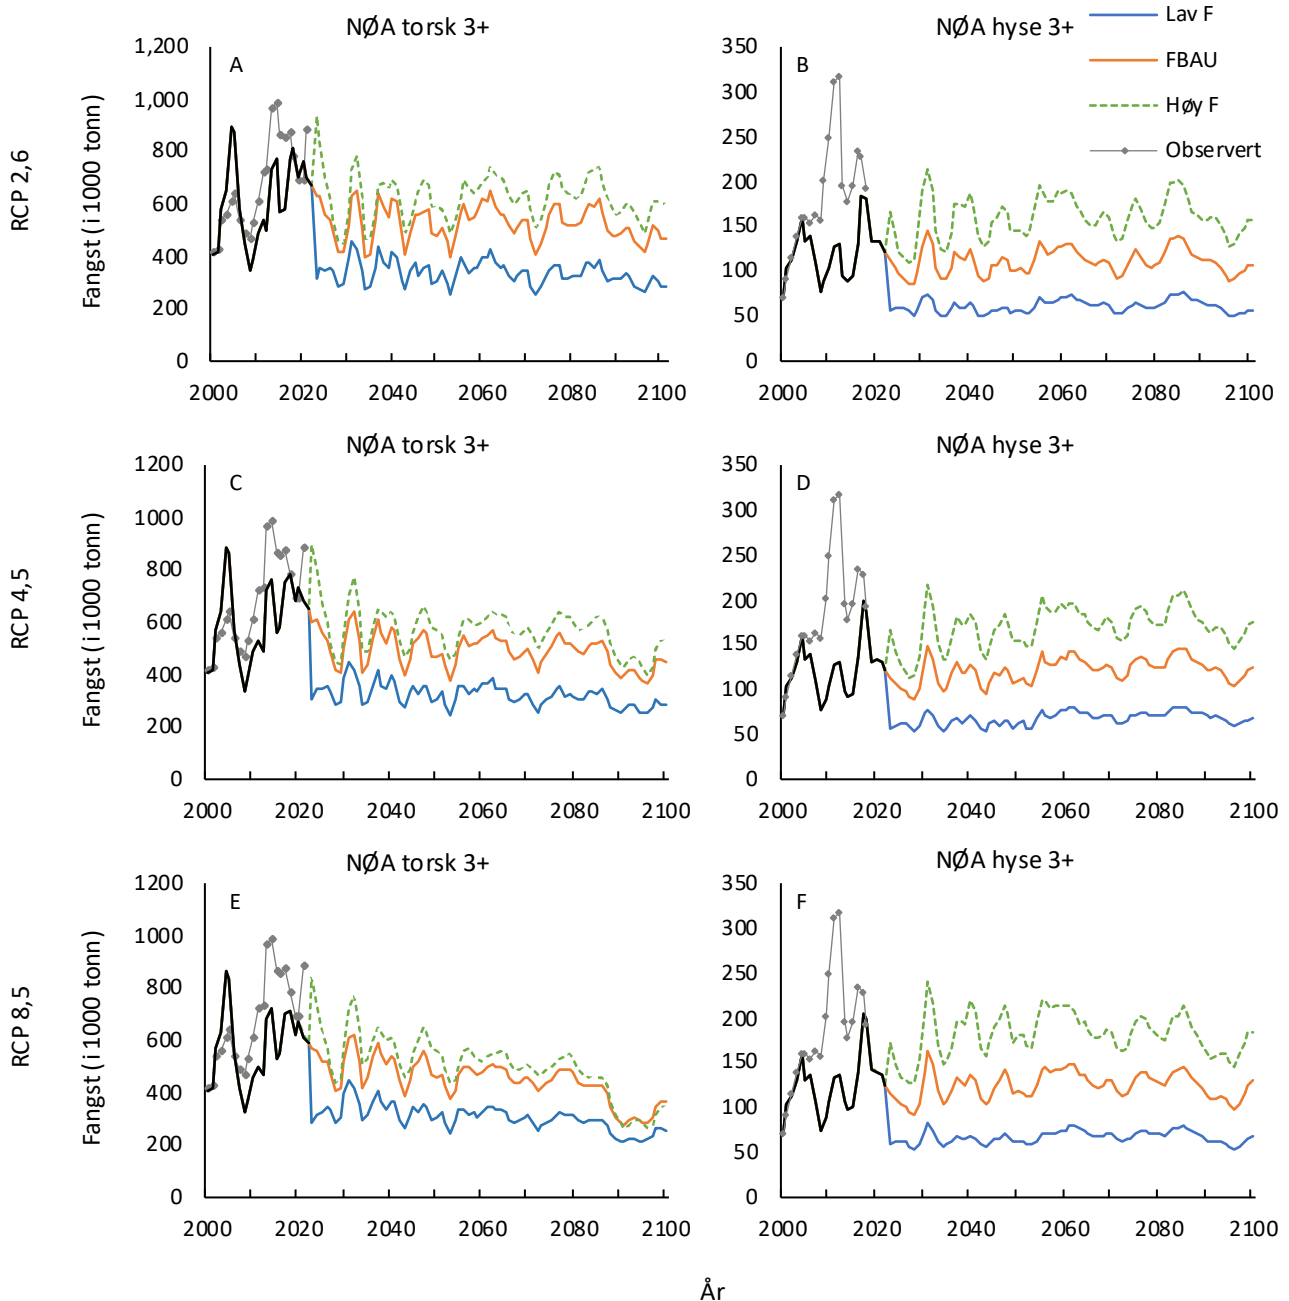 NØA torsk 3+
NØA hyse 3+
Lav F
FBAU
Høy F
Observert
RCP 2,6
Fangst (i 1000 tonn)
A
1,200
1,000
800
600
400
200
0
2000 2020 2040 2060 2080 2100
B
350
300
250
200
150
100
50
0
2000 2020 2040 2060 2080 2100
NØA torsk 3+
NØA hyse 3+
RCP 4,5
Fangst (i 1000 tonn)
C
1200
1000
800
600
400
200
0
2000 2020 2040 2060 2080 2100
D
350
300
250
200
150
100
50
0
2000 2020 2040 2060 2080 2100
NØA torsk 3+
NØA hyse 3+
RCP 8,5
Fangst (i 1000 tonn)
E
1200
1000
800
600
400
200
0
2000 2020 2040 2060 2080 2100
F
350
300
250
200
150
100
50
0
2000 2020 2040 2060 2080 2100
År